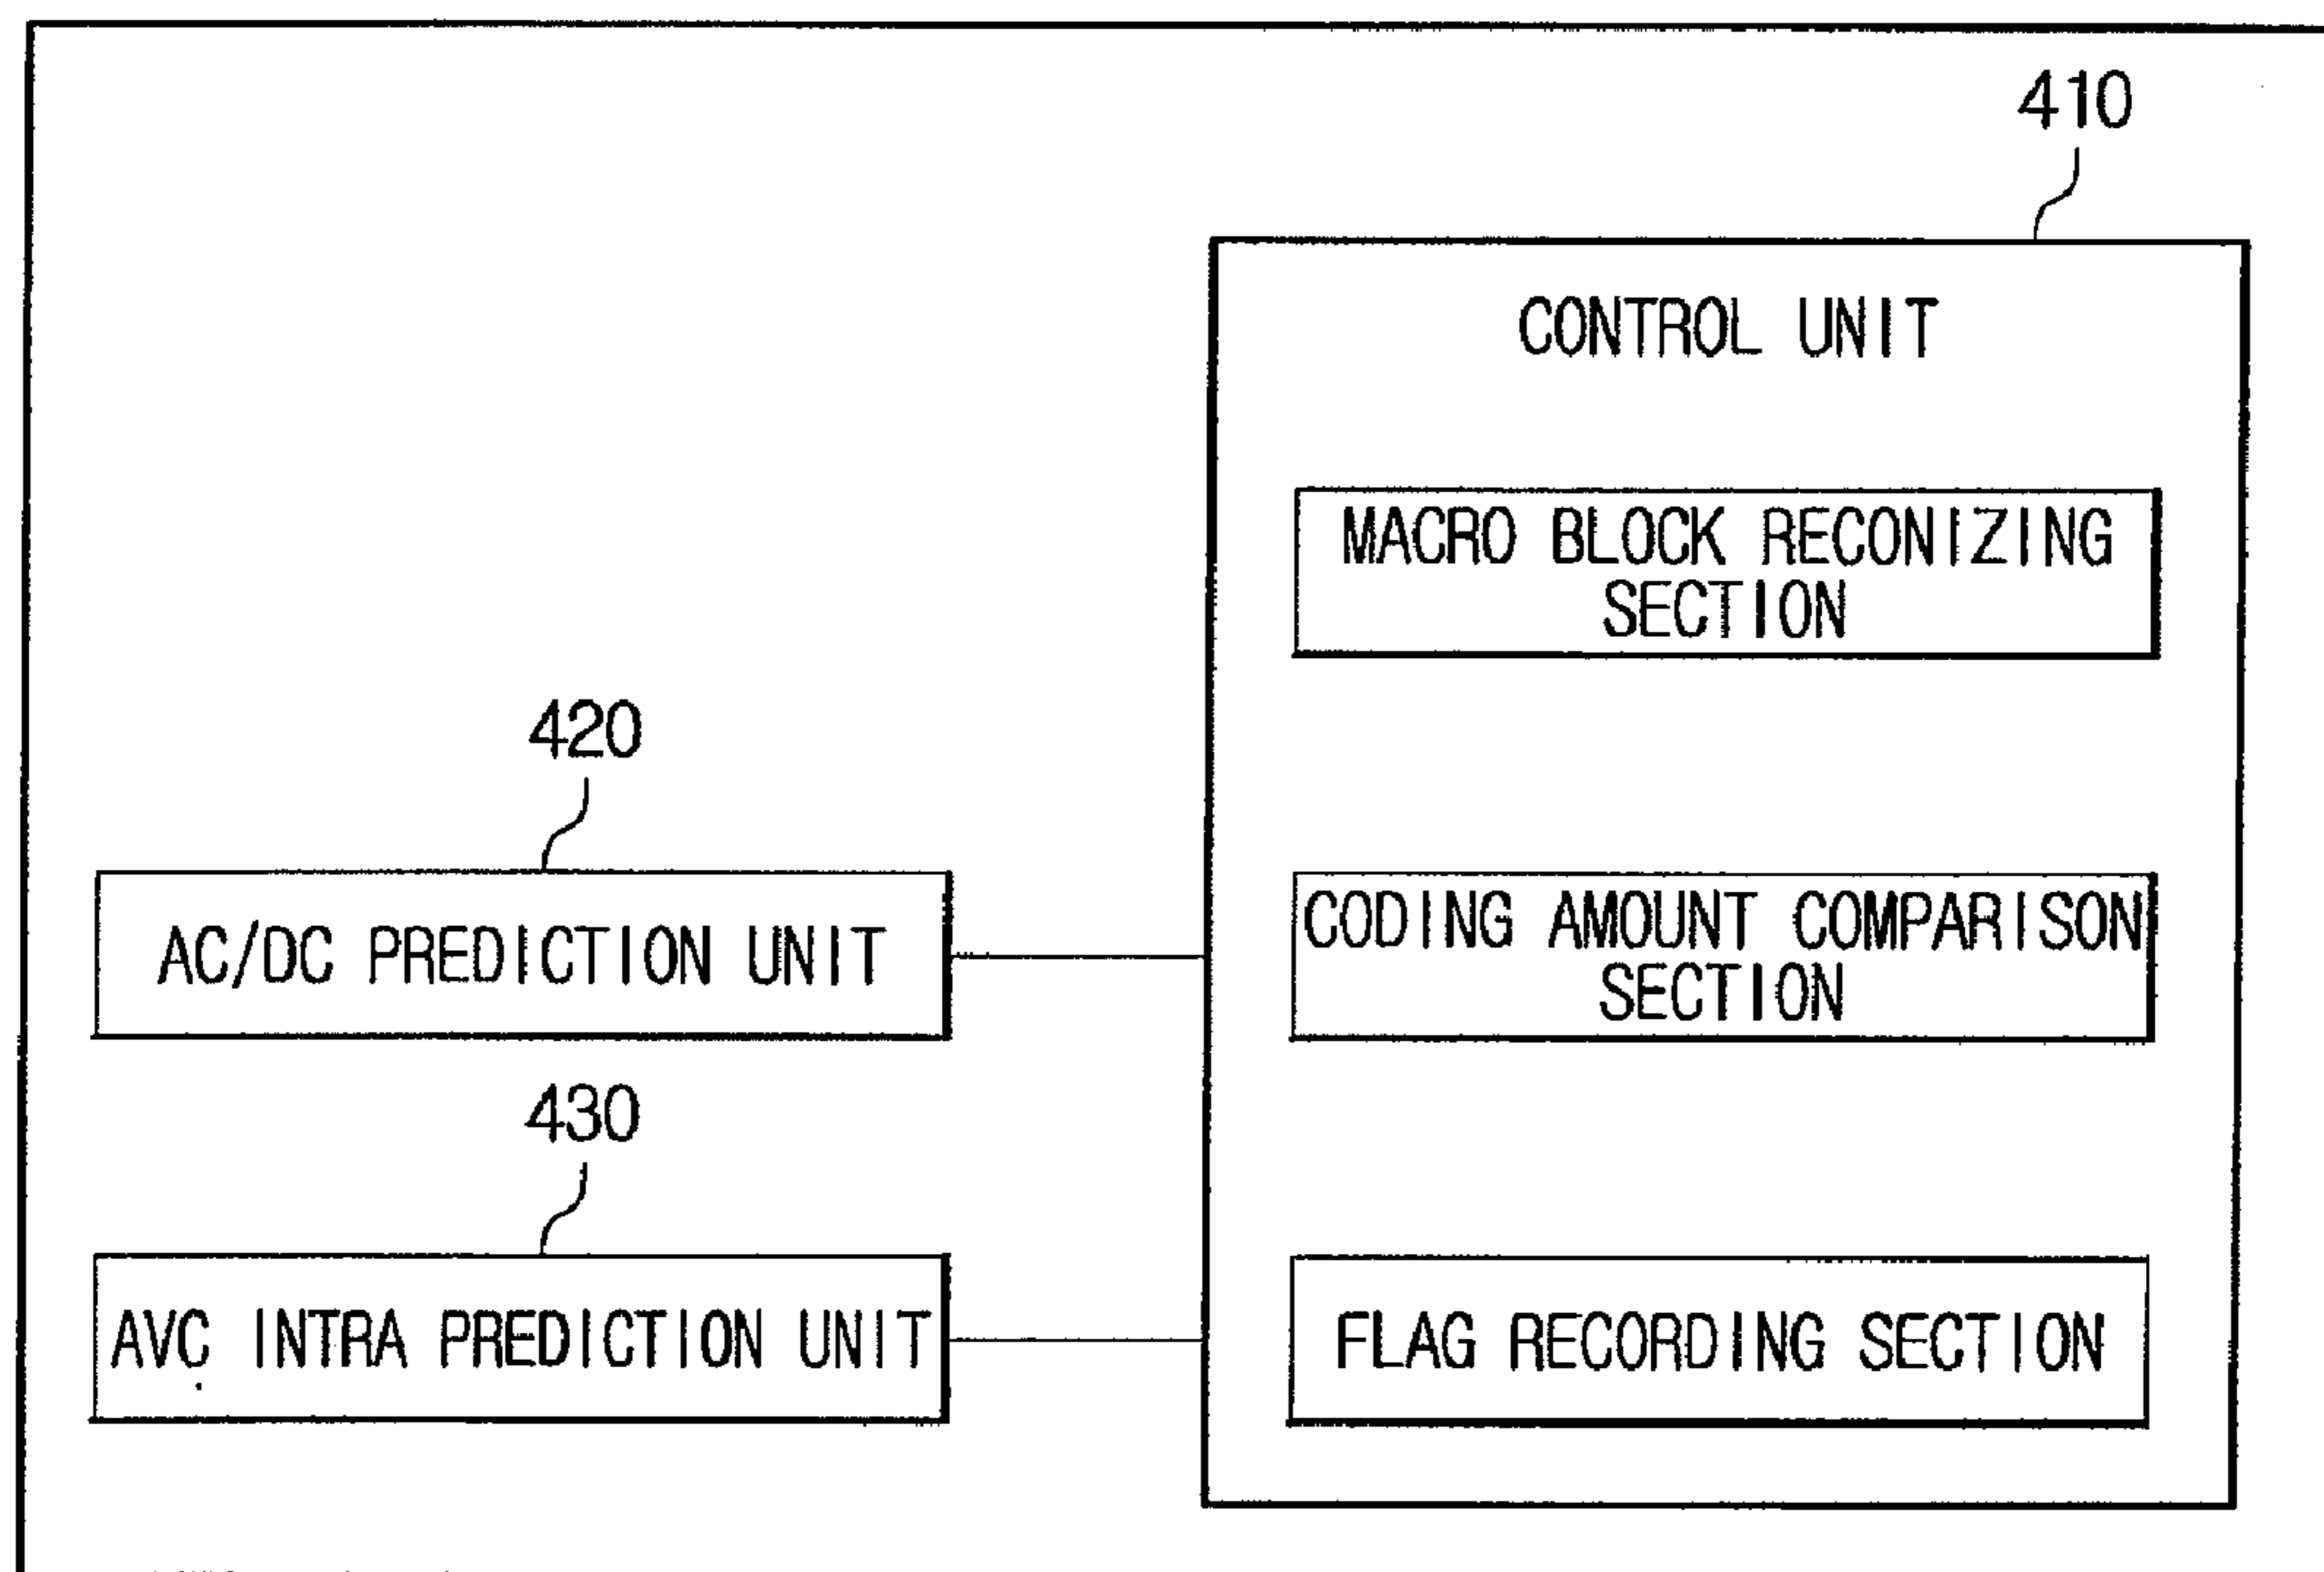 410
CONTROL UNIT
MACRO BLOCK RECONIZING
SECTION
420
AC/DC PREDICTION UNIT
CODING AMOUNT COMPARISON
SECTION
430
AVC INTRA PREDICTION UNIT
FLAG RECORDING SECTION